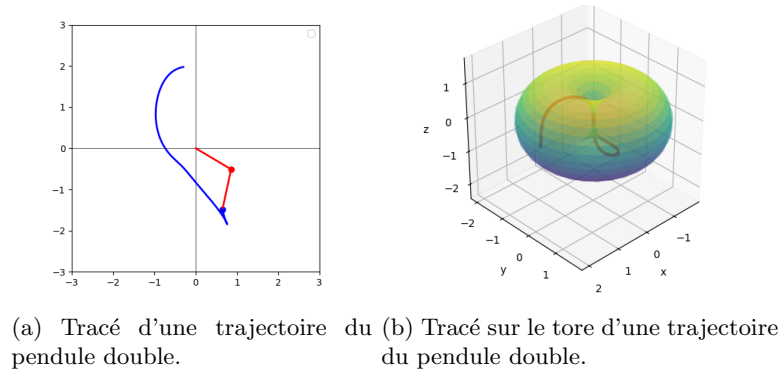 3
2
1
0
−1
−2
−3
−3 −2 −1 0 1 2 3
1
0
−1
−2
z
−2
−1
0
1
y
2
1
0
−1
x
(a) Tracé d'une trajectoire du
pendule double.
(b) Tracé sur le tore d'une trajectoire
du pendule double.